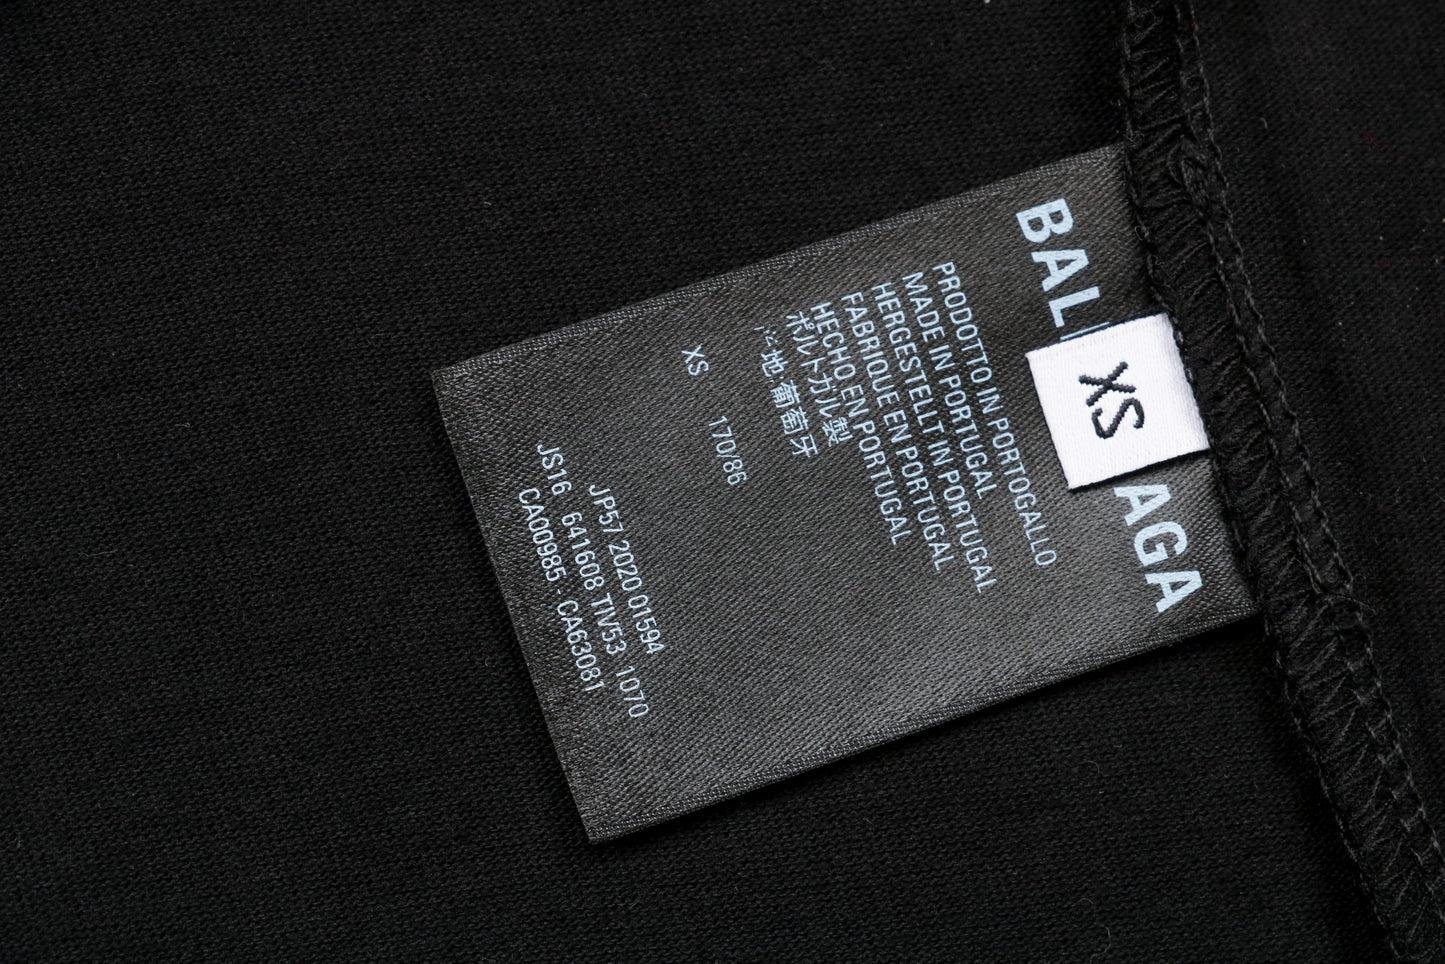 BAL AGA
XS
PRODOTTO IN PORTOGALLO
MADE IN PORTUGAL
HERGESTELLT IN PORTUGAL
FABRIQUE EN PORTUGAL
HECHO EN PORTUGAL
ポルトガル製
产地:葡萄牙
XS 170/86
JP57 2020 01594
JS16 641608 TIV53 1070
CA00985 - CA63081